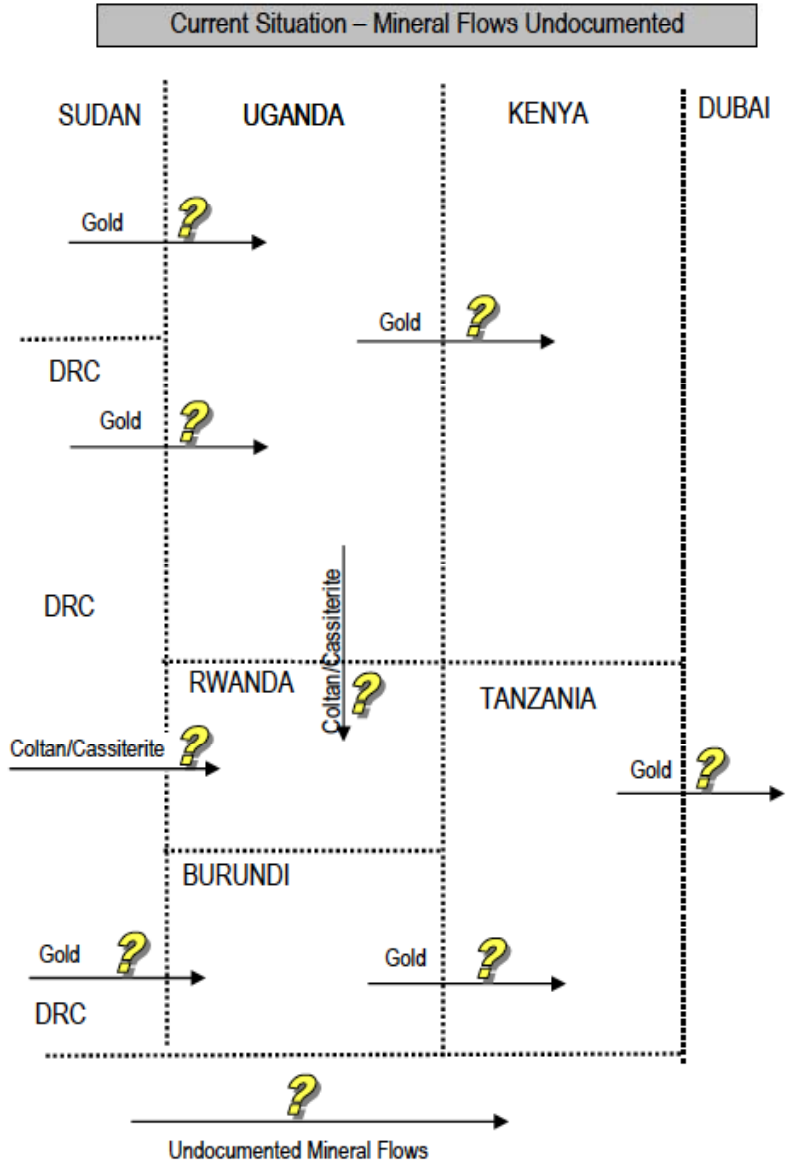 Current Situation – Mineral Flows Undocumented
SUDAN
UGANDA
KENYA
DUBAI
Gold
?
Gold
?
DRC
Gold
?
DRC
Coltan/Cassiterite
?
RWANDA
TANZANIA
Coltan/Cassiterite
?
Gold
?
BURUNDI
Gold
?
Gold
?
DRC
?
Undocumented Mineral Flows